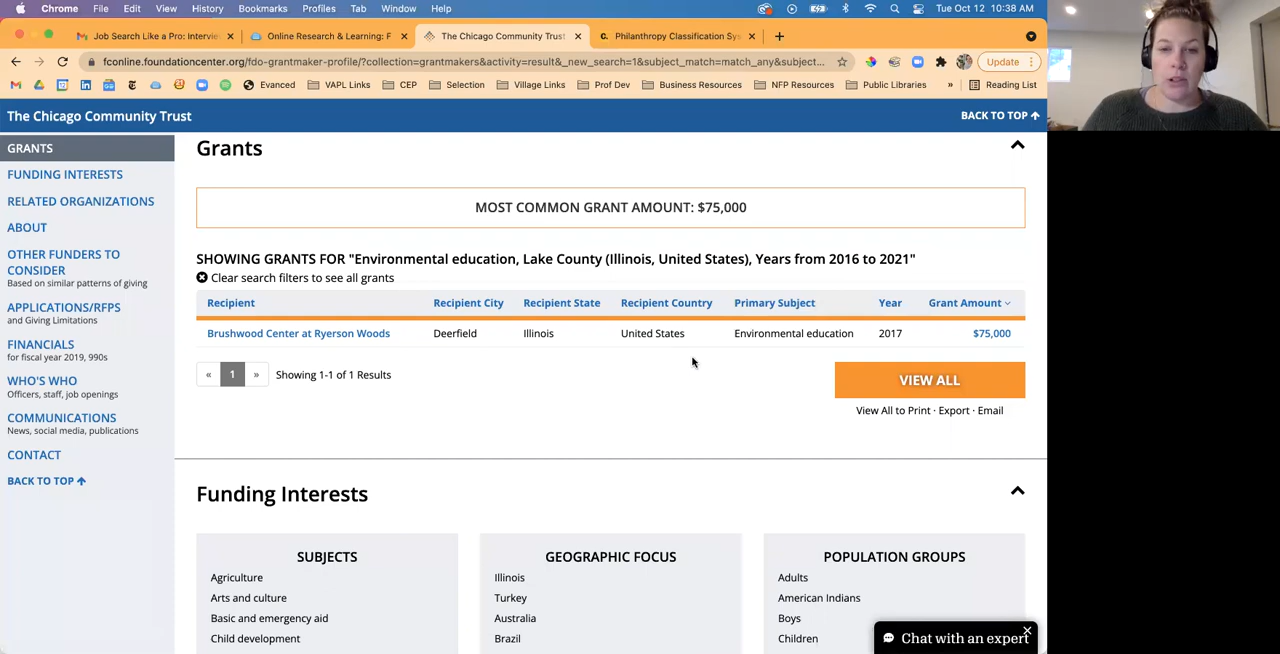 Chrome File Edit View History Bookmarks Profiles Tab Window Help Tue Oct 12 10:38 AM
Job Search Like a Pro: Intervie Online Research & Learning: F The Chicago Community Trust Philanthropy Classification Sys
fconline.foundationcenter.org/fdo-grantmaker-profile/?collection=grantmakers&activity=result&_new_search=1&subject_match=match_any&subject... Update
Evanced VAPL Links CEP Selection Village Links Prof Dev Business Resources NFP Resources Public Libraries » Reading List
The Chicago Community Trust BACK TO TOP
GRANTS
FUNDING INTERESTS
RELATED ORGANIZATIONS
ABOUT
OTHER FUNDERS TO
CONSIDER
Based on similar patterns of giving
APPLICATIONS/RFPS
and Giving Limitations
FINANCIALS
for fiscal year 2019, 990s
WHO'S WHO
Officers, staff, job openings
COMMUNICATIONS
News, social media, publications
CONTACT
BACK TO TOP
Grants
MOST COMMON GRANT AMOUNT: $75,000
SHOWING GRANTS FOR "Environmental education, Lake County (Illinois, United States), Years from 2016 to 2021"
Clear search filters to see all grants
Recipient Recipient City Recipient State Recipient Country Primary Subject Year Grant Amount
Brushwood Center at Ryerson Woods Deerfield Illinois United States Environmental education 2017 $75,000
« 1 » Showing 1-1 of 1 Results
VIEW ALL
View All to Print · Export · Email
Funding Interests
SUBJECTS
Agriculture
Arts and culture
Basic and emergency aid
Child development
GEOGRAPHIC FOCUS
Illinois
Turkey
Australia
Brazil
POPULATION GROUPS
Adults
American Indians
Boys
Children
Chat with an expert